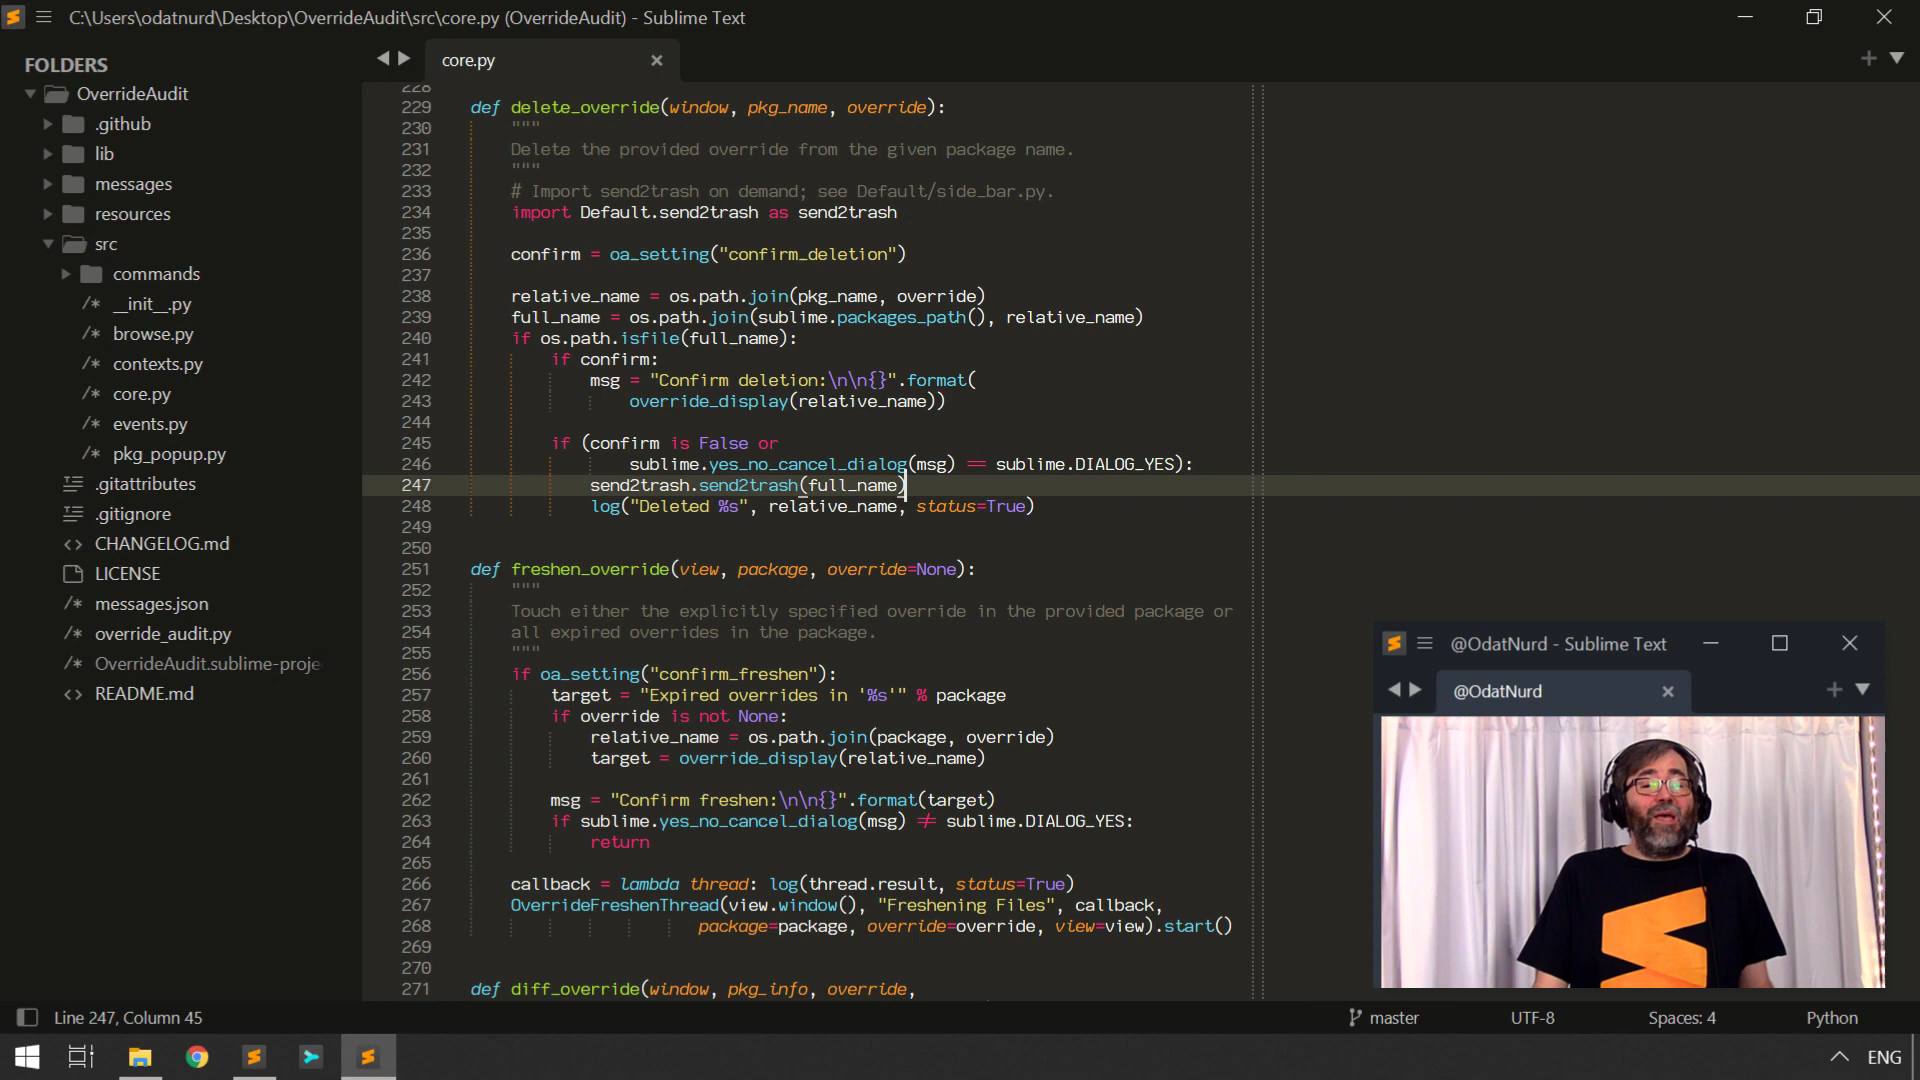 C:\Users\odatnurd\Desktop\OverrideAudit\src\core.py (OverrideAudit) - Sublime Text
FOLDERS
OverrideAudit
.github
lib
messages
resources
src
commands
__init__.py
browse.py
contexts.py
core.py
events.py
pkg_popup.py
.gitattributes
.gitignore
CHANGELOG.md
LICENSE
messages.json
override_audit.py
OverrideAudit.sublime-proje
README.md
core.py
228
229 def delete_override(window, pkg_name, override):
230 """
231 Delete the provided override from the given package name.
232 """
233 # Import send2trash on demand; see Default/side_bar.py.
234 import Default.send2trash as send2trash
235
236 confirm = oa_setting("confirm_deletion")
237
238 relative_name = os.path.join(pkg_name, override)
239 full_name = os.path.join(sublime.packages_path(), relative_name)
240 if os.path.isfile(full_name):
241 if confirm:
242 msg = "Confirm deletion:\n\n{}".format(
243 override_display(relative_name))
244
245 if (confirm is False or
246 sublime.yes_no_cancel_dialog(msg) == sublime.DIALOG_YES):
247 send2trash.send2trash(full_name)
248 log("Deleted %s", relative_name, status=True)
249
250
251 def freshen_override(view, package, override=None):
252 """
253 Touch either the explicitly specified override in the provided package or
254 all expired overrides in the package.
255 """
256 if oa_setting("confirm_freshen"):
257 target = "Expired overrides in '%s'" % package
258 if override is not None:
259 relative_name = os.path.join(package, override)
260 target = override_display(relative_name)
261
262 msg = "Confirm freshen:\n\n{}".format(target)
263 if sublime.yes_no_cancel_dialog(msg) != sublime.DIALOG_YES:
264 return
265
266 callback = lambda thread: log(thread.result, status=True)
267 OverrideFreshenThread(view.window(), "Freshening Files", callback,
268 package=package, override=override, view=view).start()
269
270
271 def diff_override(window, pkg_info, override,
@OdatNurd - Sublime Text
@OdatNurd
Line 247, Column 45
master
UTF-8
Spaces: 4
Python
ENG